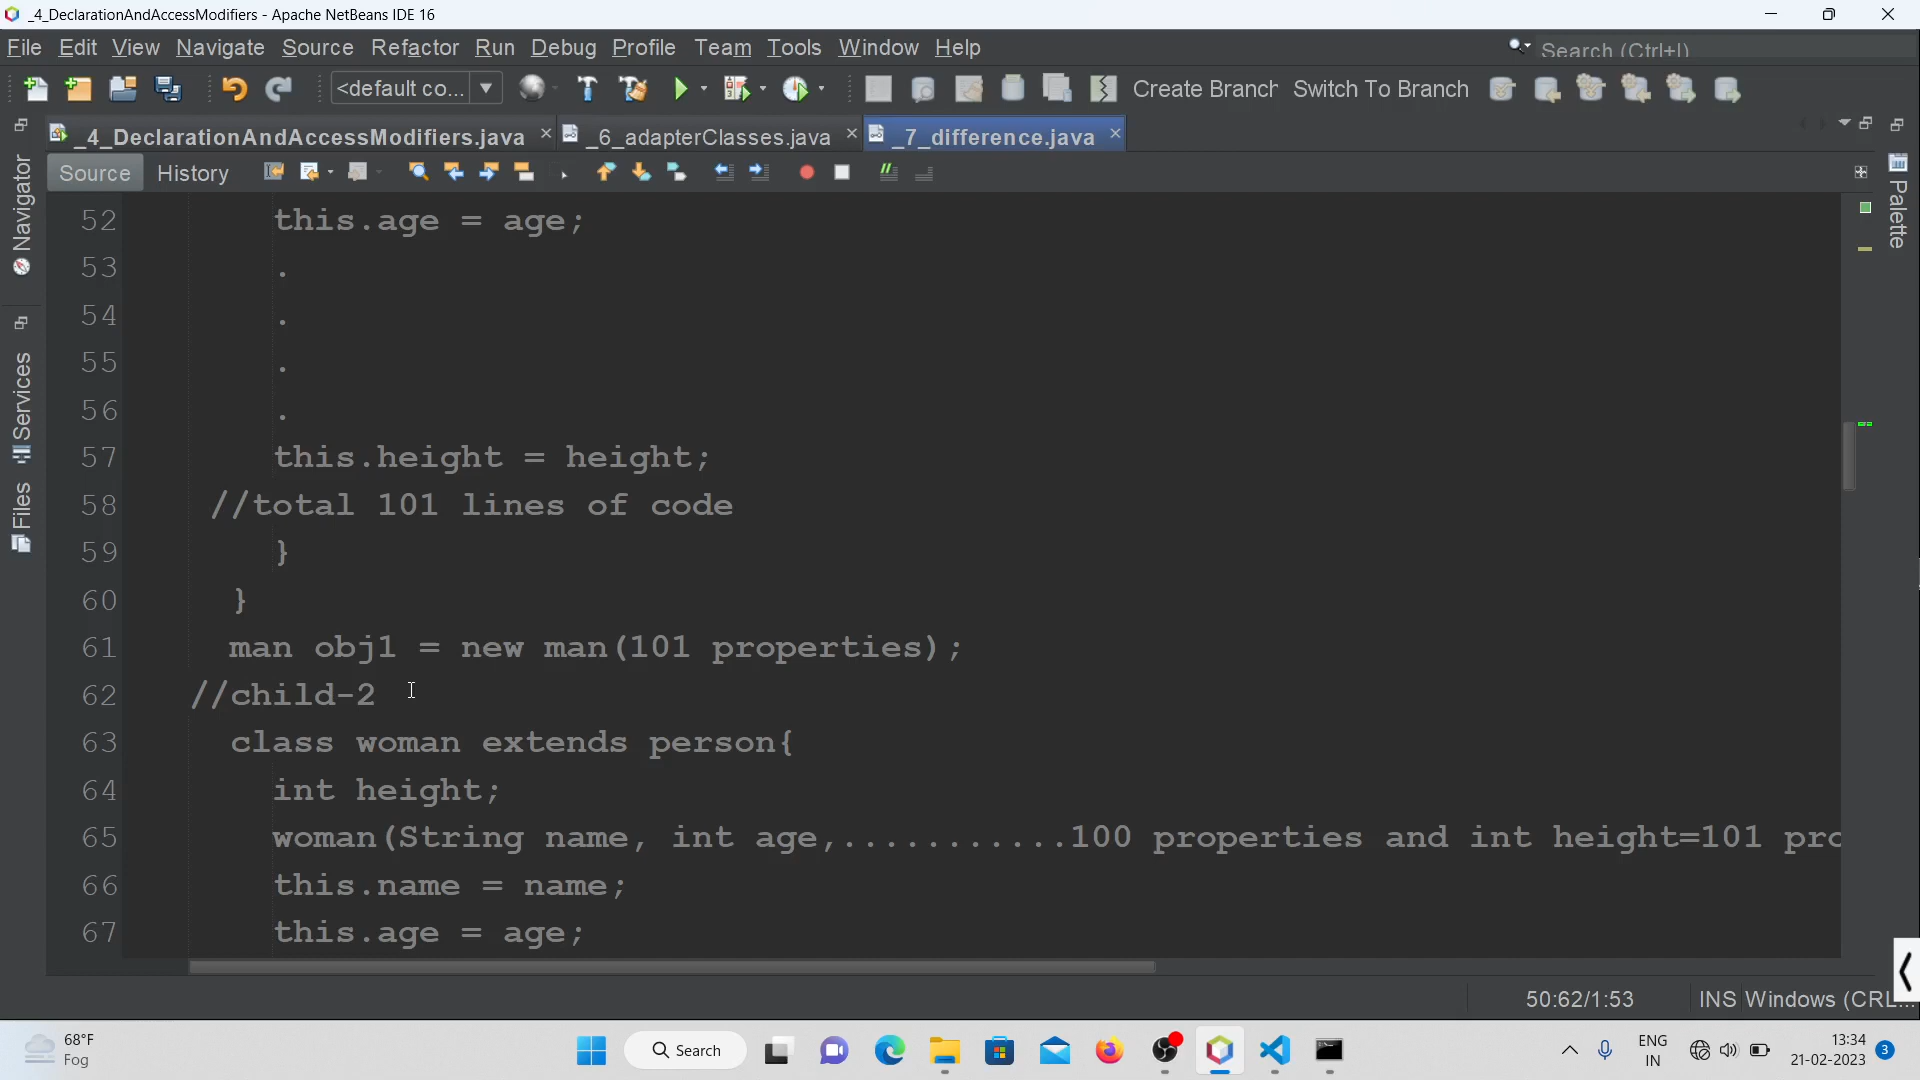 _4_DeclarationAndAccessModifiers - Apache NetBeans IDE 16
File Edit View Navigate Source Refactor Run Debug Profile Team Tools Window Help
Search (Ctrl+I)
<default co...
Create Branch Switch To Branch
_4_DeclarationAndAccessModifiers.java
_6_adapterClasses.java
_7_difference.java
Source History
Navigator
Services
Files
Palette
52 this.age = age;
53 .
54 .
55 .
56 .
57 this.height = height;
58 //total 101 lines of code
59 }
60 }
61 man obj1 = new man(101 properties);
62 //child-2
63 class woman extends person{
64 int height;
65 woman(String name, int age,...........100 properties and int height=101 pro
66 this.name = name;
67 this.age = age;
50:62/1:53 INS Windows (CRL...
68°F
Fog
Search
ENG
IN
13:34
21-02-2023
3